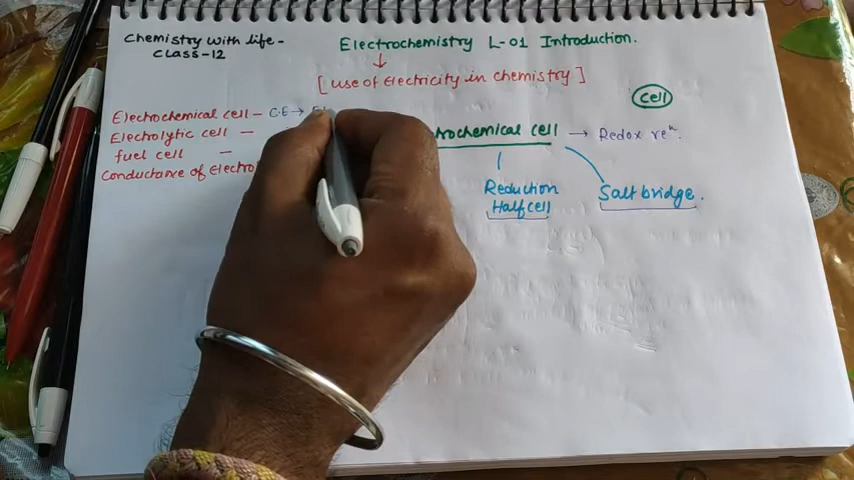 Chemistry with life-
Class-12
Electrochemistry L-01 Introduction.
[use of Electricity in chemistry]
cell
Electrochemical cell - C.E →
Electrolytic cell -
fuel cell -
Conductance of
chemical cell → Redox reⁿ.
Reduction
Half cell
Salt bridge.